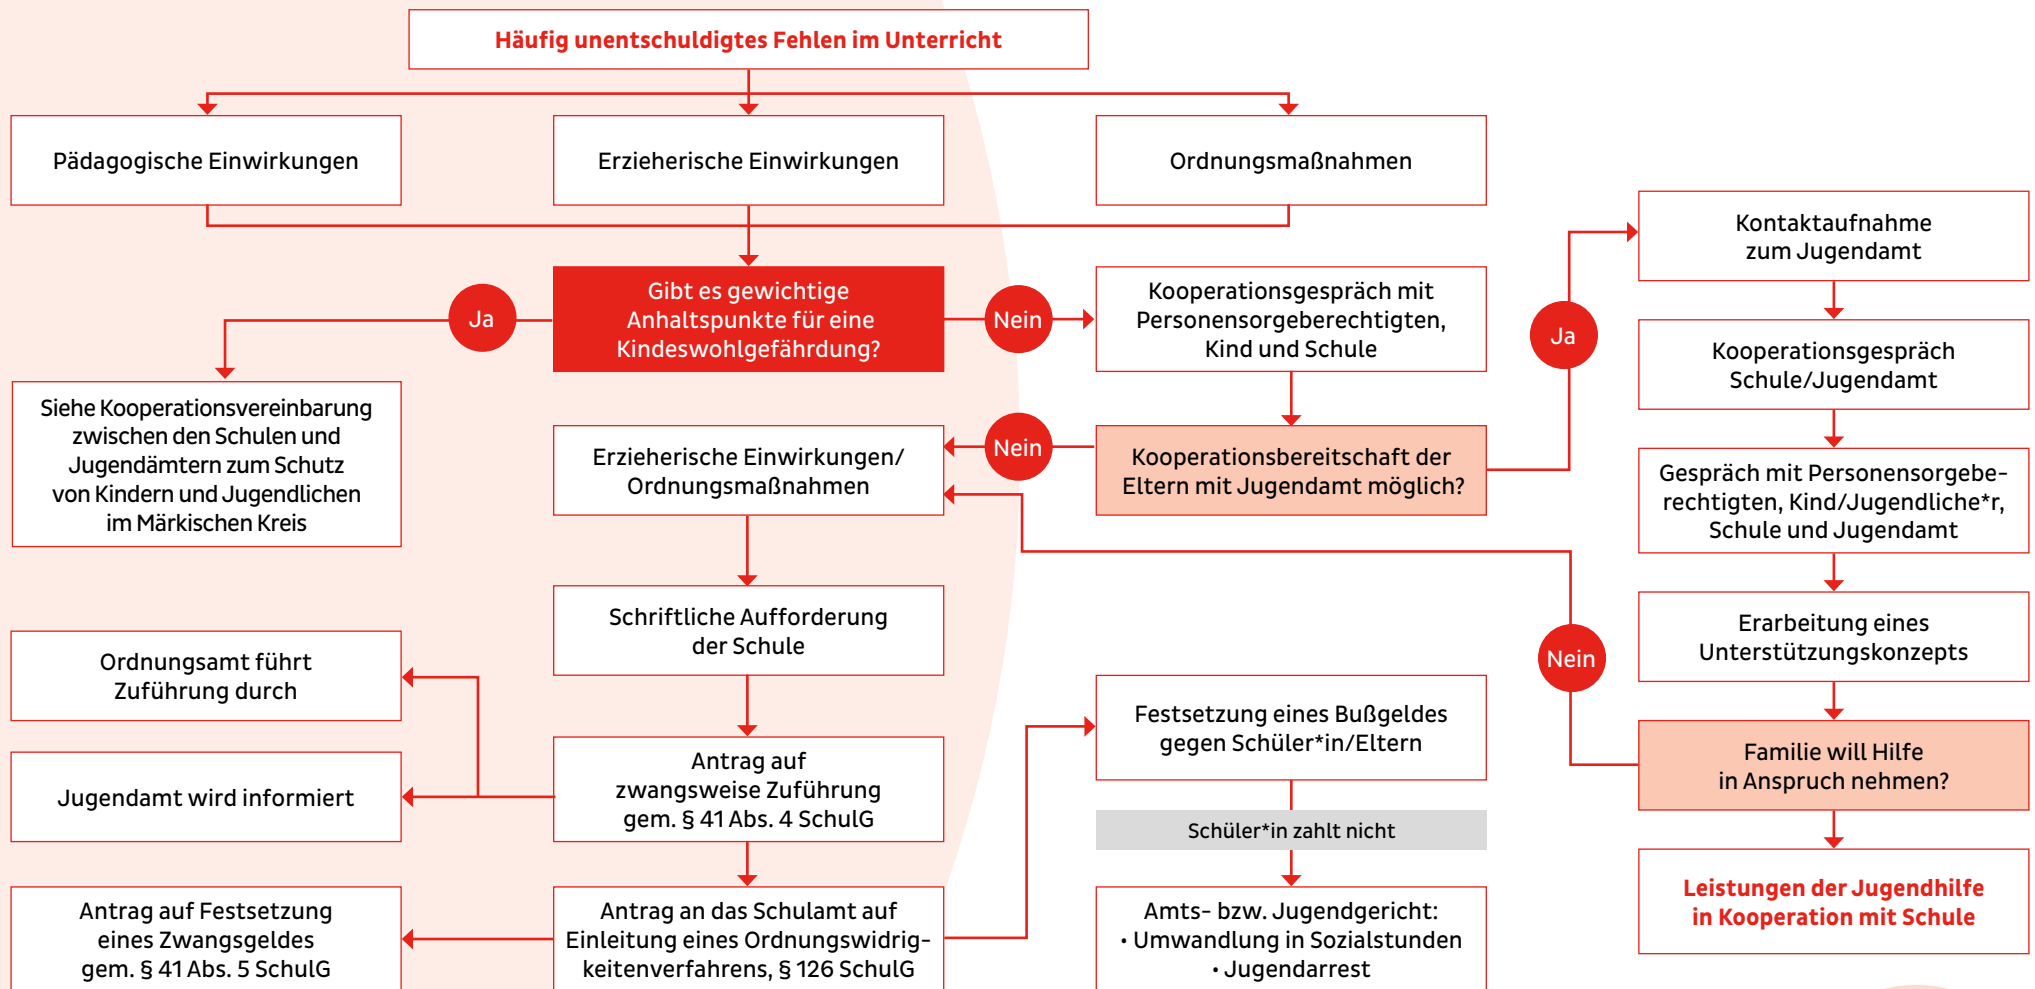 Häufig unentschuldigtes Fehlen im Unterricht
Pädagogische Einwirkungen
Erzieherische Einwirkungen
Ordnungsmaßnahmen
Gibt es gewichtige
Anhaltspunkte für eine
Kindeswohlgefährdung?
Ja
Nein
Siehe Kooperationsvereinbarung
zwischen den Schulen und
Jugendämtern zum Schutz
von Kindern und Jugendlichen
im Märkischen Kreis
Kooperationsgespräch mit
Personensorgeberechtigten,
Kind und Schule
Kooperationsbereitschaft der
Eltern mit Jugendamt möglich?
Nein
Ja
Erzieherische Einwirkungen/
Ordnungsmaßnahmen
Schriftliche Aufforderung
der Schule
Antrag auf
zwangsweise Zuführung
gem. § 41 Abs. 4 SchulG
Ordnungsamt führt
Zuführung durch
Jugendamt wird informiert
Antrag an das Schulamt auf
Einleitung eines Ordnungswidrig-
keitenverfahrens, § 126 SchulG
Antrag auf Festsetzung
eines Zwangsgeldes
gem. § 41 Abs. 5 SchulG
Festsetzung eines Bußgeldes
gegen Schüler*in/Eltern
Schüler*in zahlt nicht
Amts- bzw. Jugendgericht:
· Umwandlung in Sozialstunden
· Jugendarrest
Kontaktaufnahme
zum Jugendamt
Kooperationsgespräch
Schule/Jugendamt
Gespräch mit Personensorgebe-
rechtigten, Kind/Jugendliche*r,
Schule und Jugendamt
Erarbeitung eines
Unterstützungskonzepts
Familie will Hilfe
in Anspruch nehmen?
Nein
Leistungen der Jugendhilfe
in Kooperation mit Schule